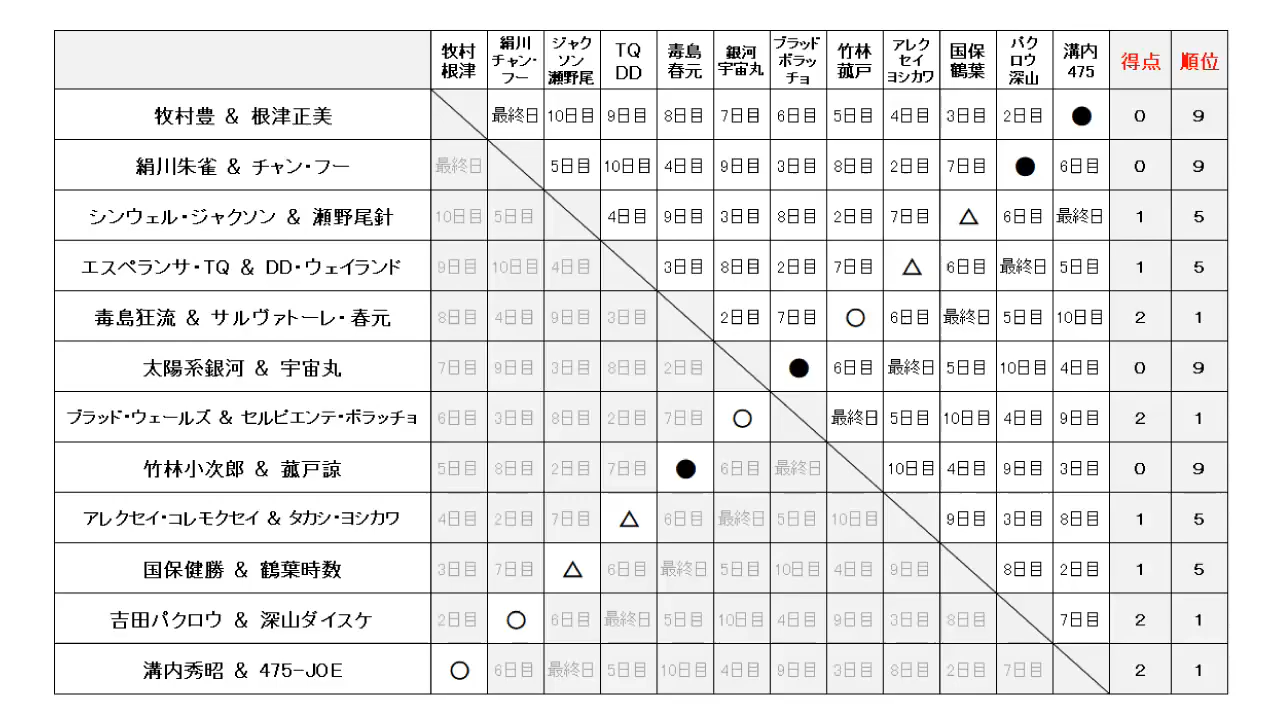 牧村 根津 絹川 チャン・フー ジャクソン 瀬野尾 TQ DD 毒島 春元 銀河 宇宙丸 ブラッド ボラッチョ 竹林 菰戸 アレクセイ ヨシカワ 国保 鶴葉 パクロウ 深山 溝内 475 得点 順位
牧村豊 & 根津正美 最終日 10日目 9日目 8日目 7日目 6日目 5日目 4日目 3日目 2日目 ● 0 9
絹川朱雀 & チャン・フー 最終日 5日目 10日目 4日目 9日目 3日目 8日目 2日目 7日目 ● 6日目 0 9
シンウェル・ジャクソン & 瀬野尾針 10日目 5日目 4日目 9日目 3日目 8日目 2日目 7日目 △ 6日目 最終日 1 5
エスペランサ・TQ & DD・ウェイランド 9日目 10日目 4日目 3日目 8日目 2日目 7日目 △ 6日目 最終日 5日目 1 5
毒島狂流 & サルヴァトーレ・春元 8日目 4日目 9日目 3日目 2日目 7日目 ○ 6日目 最終日 5日目 10日目 2 1
太陽系銀河 & 宇宙丸 7日目 9日目 3日目 8日目 2日目 ● 6日目 最終日 5日目 10日目 4日目 0 9
ブラッド・ウェールズ & セルピエンテ・ボラッチョ 6日目 3日目 8日目 2日目 7日目 ○ 最終日 5日目 10日目 4日目 9日目 2 1
竹林小次郎 & 菰戸諒 5日目 8日目 2日目 7日目 ● 6日目 最終日 10日目 4日目 9日目 3日目 0 9
アレクセイ・コレモクセイ & タカシ・ヨシカワ 4日目 2日目 7日目 △ 6日目 最終日 5日目 10日目 9日目 3日目 8日目 1 5
国保健勝 & 鶴葉時数 3日目 7日目 △ 6日目 最終日 5日目 10日目 4日目 9日目 8日目 2日目 1 5
吉田パクロウ & 深山ダイスケ 2日目 ○ 6日目 最終日 5日目 10日目 4日目 9日目 3日目 8日目 7日目 2 1
溝内秀昭 & 475-JOE ○ 6日目 最終日 5日目 10日目 4日目 9日目 3日目 8日目 2日目 7日目 2 1